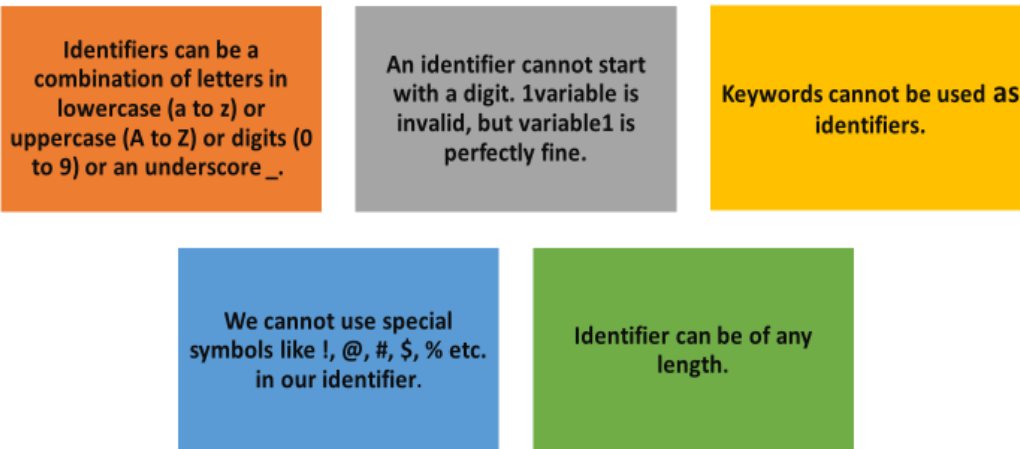 Identifiers can be a
combination of letters in
lowercase (a to z) or
uppercase (A to Z) or digits (0
to 9) or an underscore _.
An identifier cannot start
with a digit. 1variable is
invalid, but variable1 is
perfectly fine.
Keywords cannot be used as
identifiers.
We cannot use special
symbols like !, @, #, $, % etc.
in our identifier.
Identifier can be of any
length.